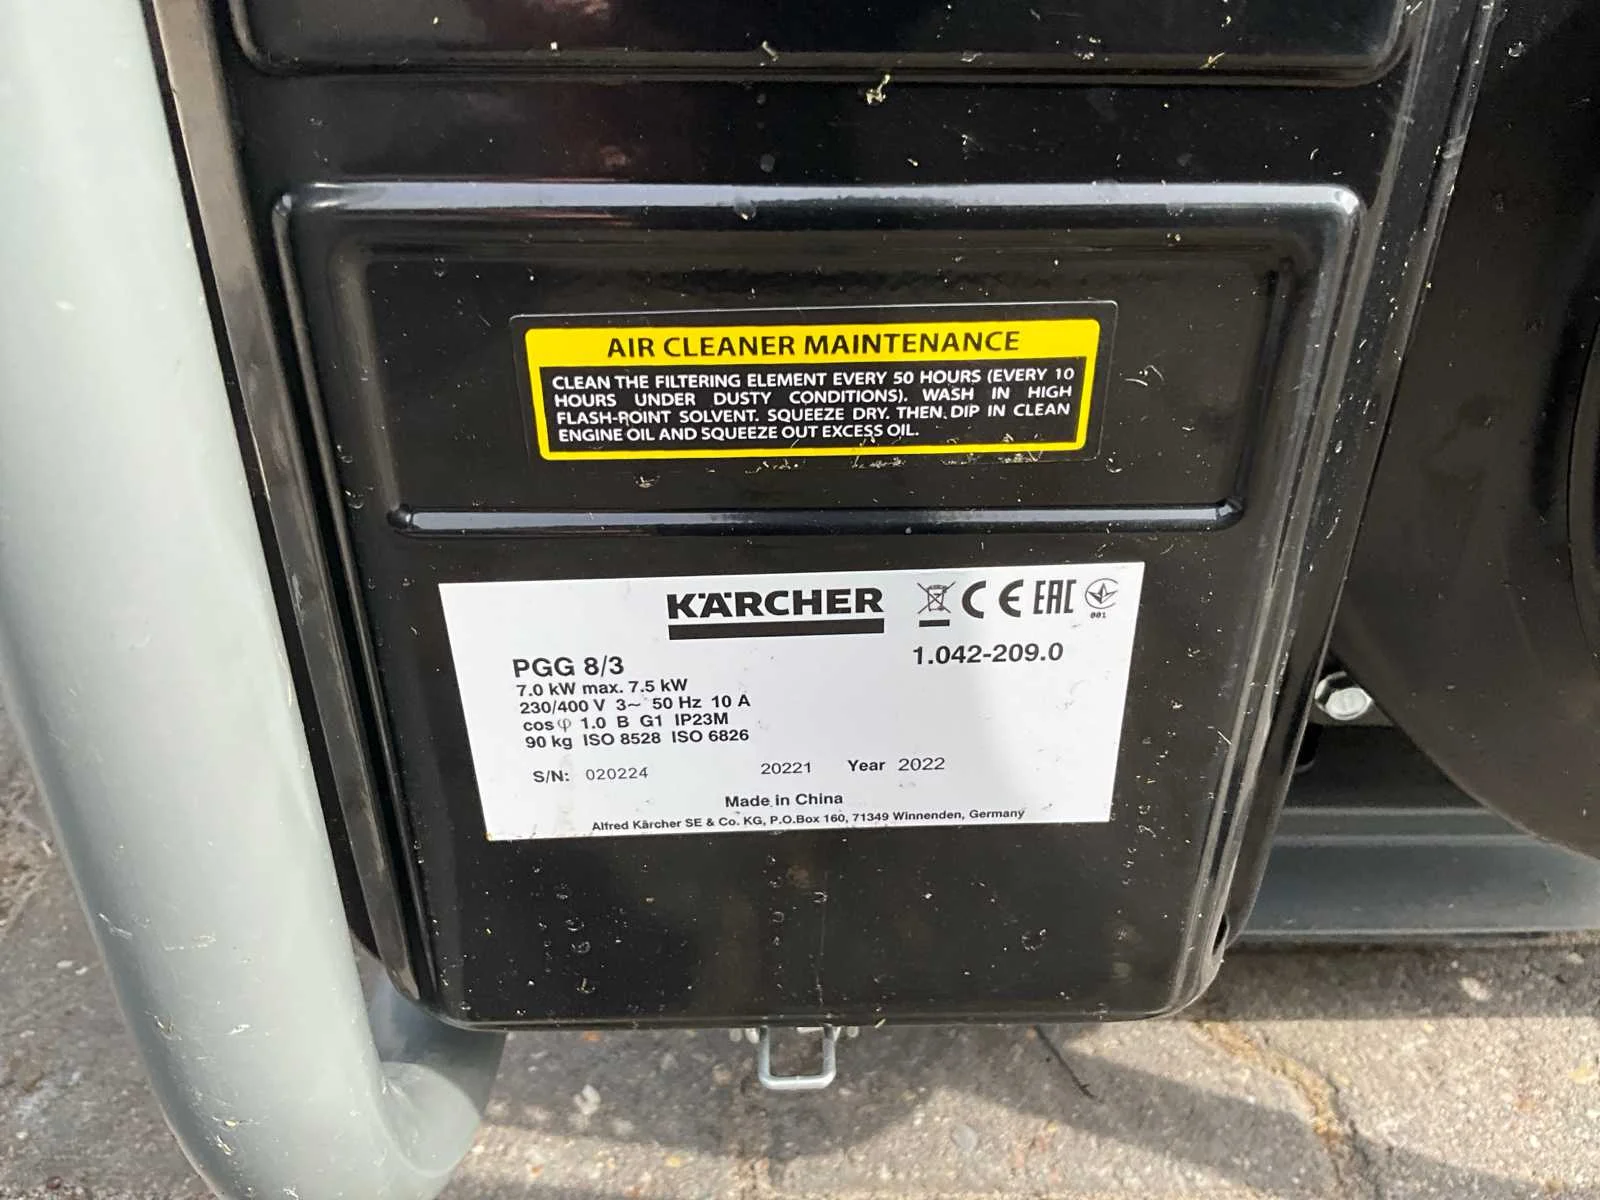 AIR CLEANER MAINTENANCE
CLEAN THE FILTERING ELEMENT EVERY 50 HOURS (EVERY 10
HOURS UNDER DUSTY CONDITIONS). WASH IN HIGH
FLASH-POINT SOLVENT. SQUEEZE DRY. THEN DIP IN CLEAN
ENGINE OIL AND SQUEEZE OUT EXCESS OIL.
KÄRCHER CE EAC
001
PGG 8/3 1.042-209.0
7.0 kW max. 7.5 kW
230/400 V 3~ 50 Hz 10 A
cos φ 1.0 B G1 IP23M
90 kg ISO 8528 ISO 6826
S/N: 020224 20221 Year 2022
Made in China
Alfred Kärcher SE & Co. KG, P.O.Box 160, 71349 Winnenden, Germany